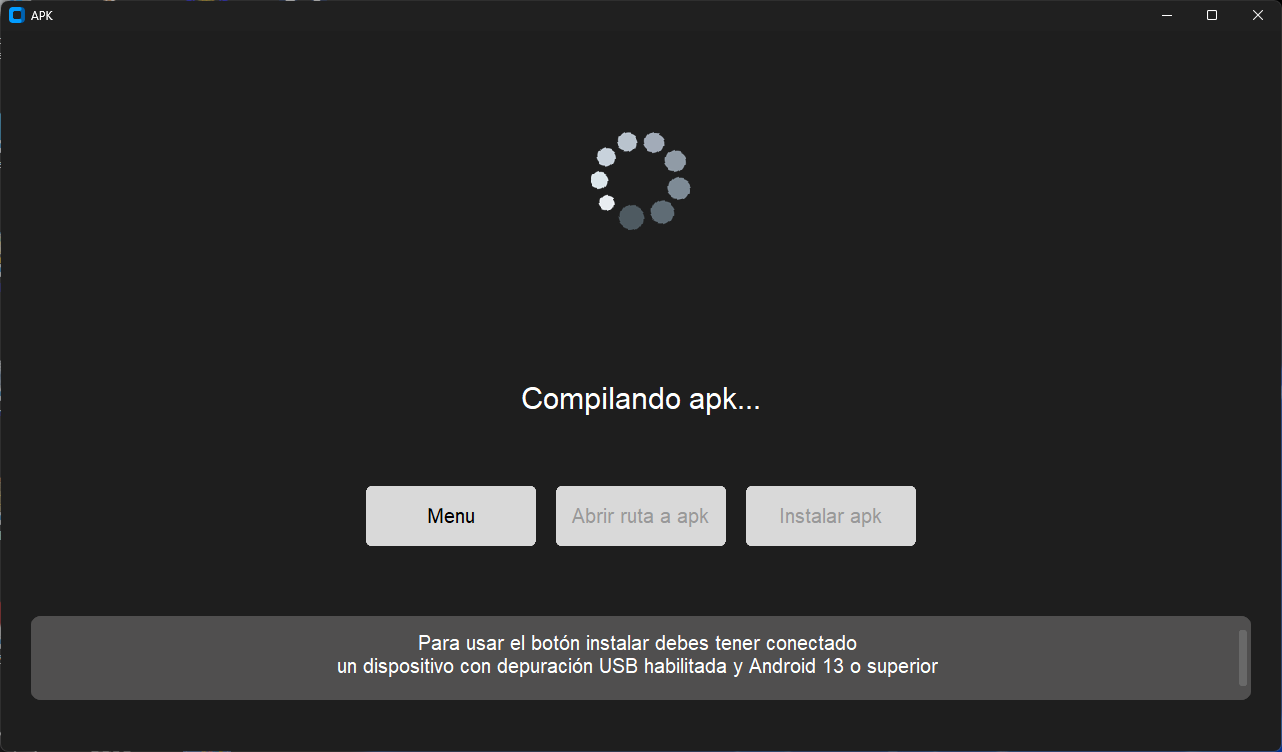 APK
Compilando apk...
Menu
Abrir ruta a apk
Instalar apk
Para usar el botón instalar debes tener conectado
un dispositivo con depuración USB habilitada y Android 13 o superior